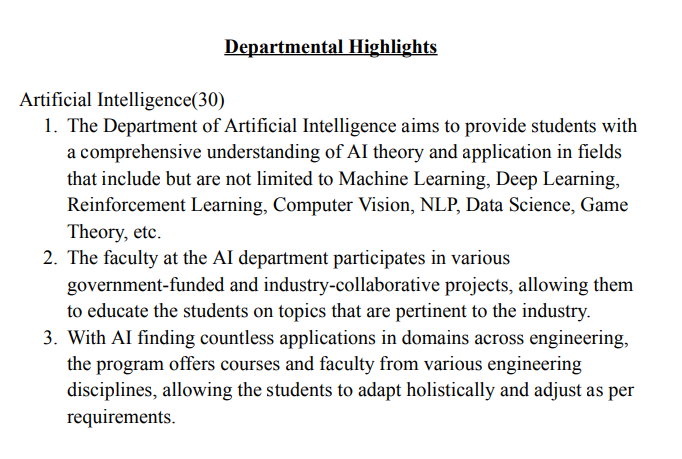 Departmental Highlights
Artificial Intelligence(30)
1. The Department of Artificial Intelligence aims to provide students with
a comprehensive understanding of AI theory and application in fields
that include but are not limited to Machine Learning, Deep Learning,
Reinforcement Learning, Computer Vision, NLP, Data Science, Game
Theory, etc.
2. The faculty at the AI department participates in various
government-funded and industry-collaborative projects, allowing them
to educate the students on topics that are pertinent to the industry.
3. With AI finding countless applications in domains across engineering,
the program offers courses and faculty from various engineering
disciplines, allowing the students to adapt holistically and adjust as per
requirements.